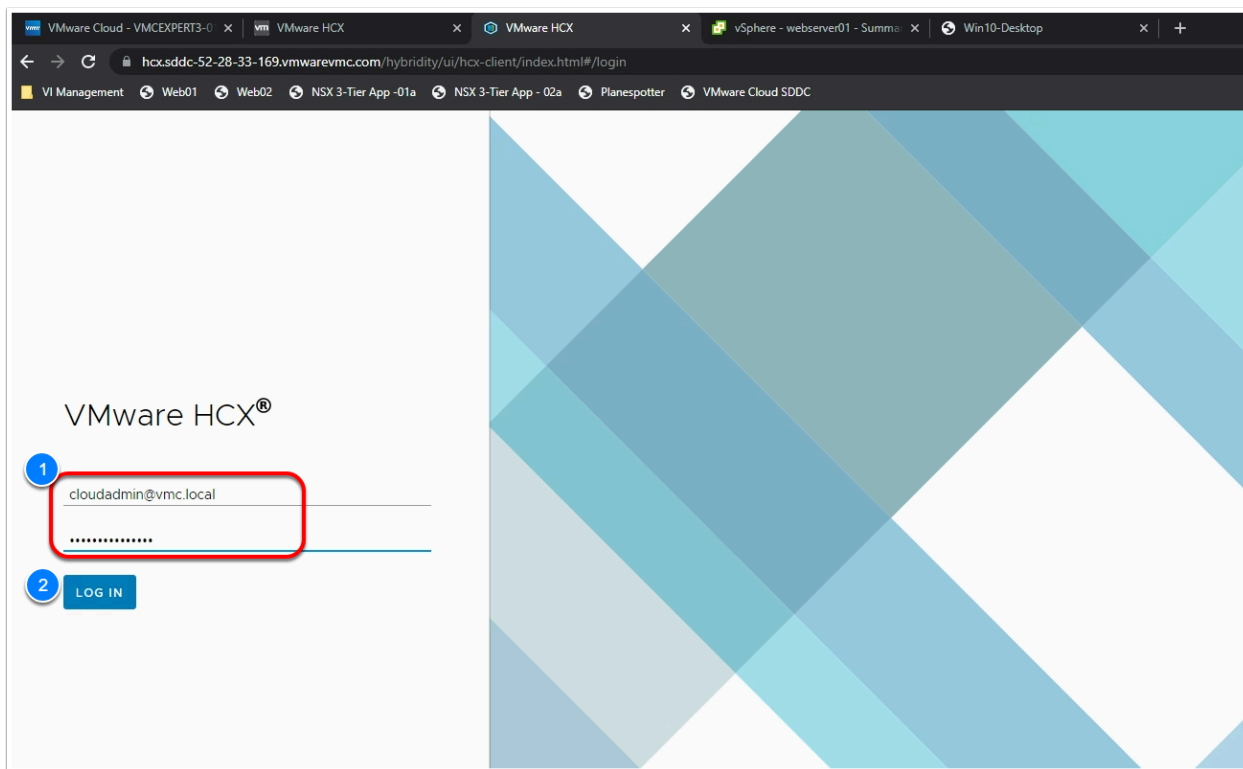 vmw VMware Cloud - VMCEXPERT3-0 vm VMware HCX VMware HCX vSphere - webserver01 - Summa Win10-Desktop
hcx.sddc-52-28-33-169.vmwarevmc.com/hybridity/ui/hcx-client/index.html#/login
VI Management Web01 Web02 NSX 3-Tier App -01a NSX 3-Tier App - 02a Planespotter VMware Cloud SDDC
VMware HCX®
1
cloudadmin@vmc.local
•••••••••••••••
2
LOG IN